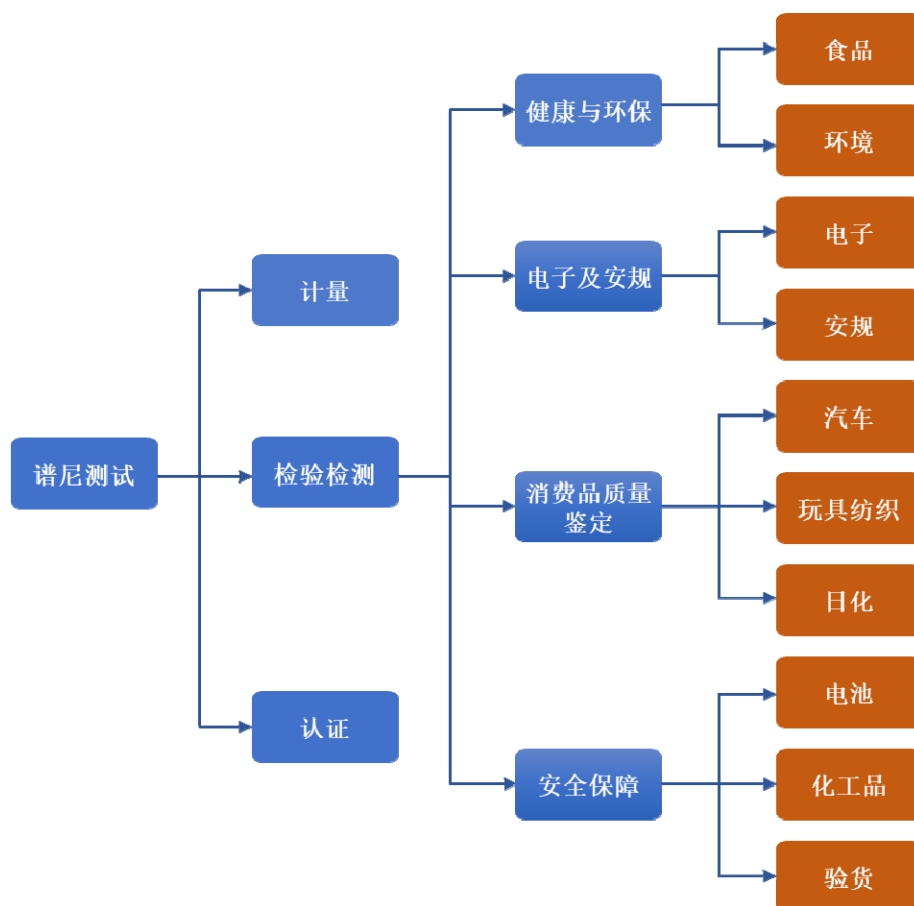 谱尼测试
计量
检验检测
认证
健康与环保
电子及安规
消费品质量
鉴定
安全保障
食品
环境
电子
安规
汽车
玩具纺织
日化
电池
化工品
验货